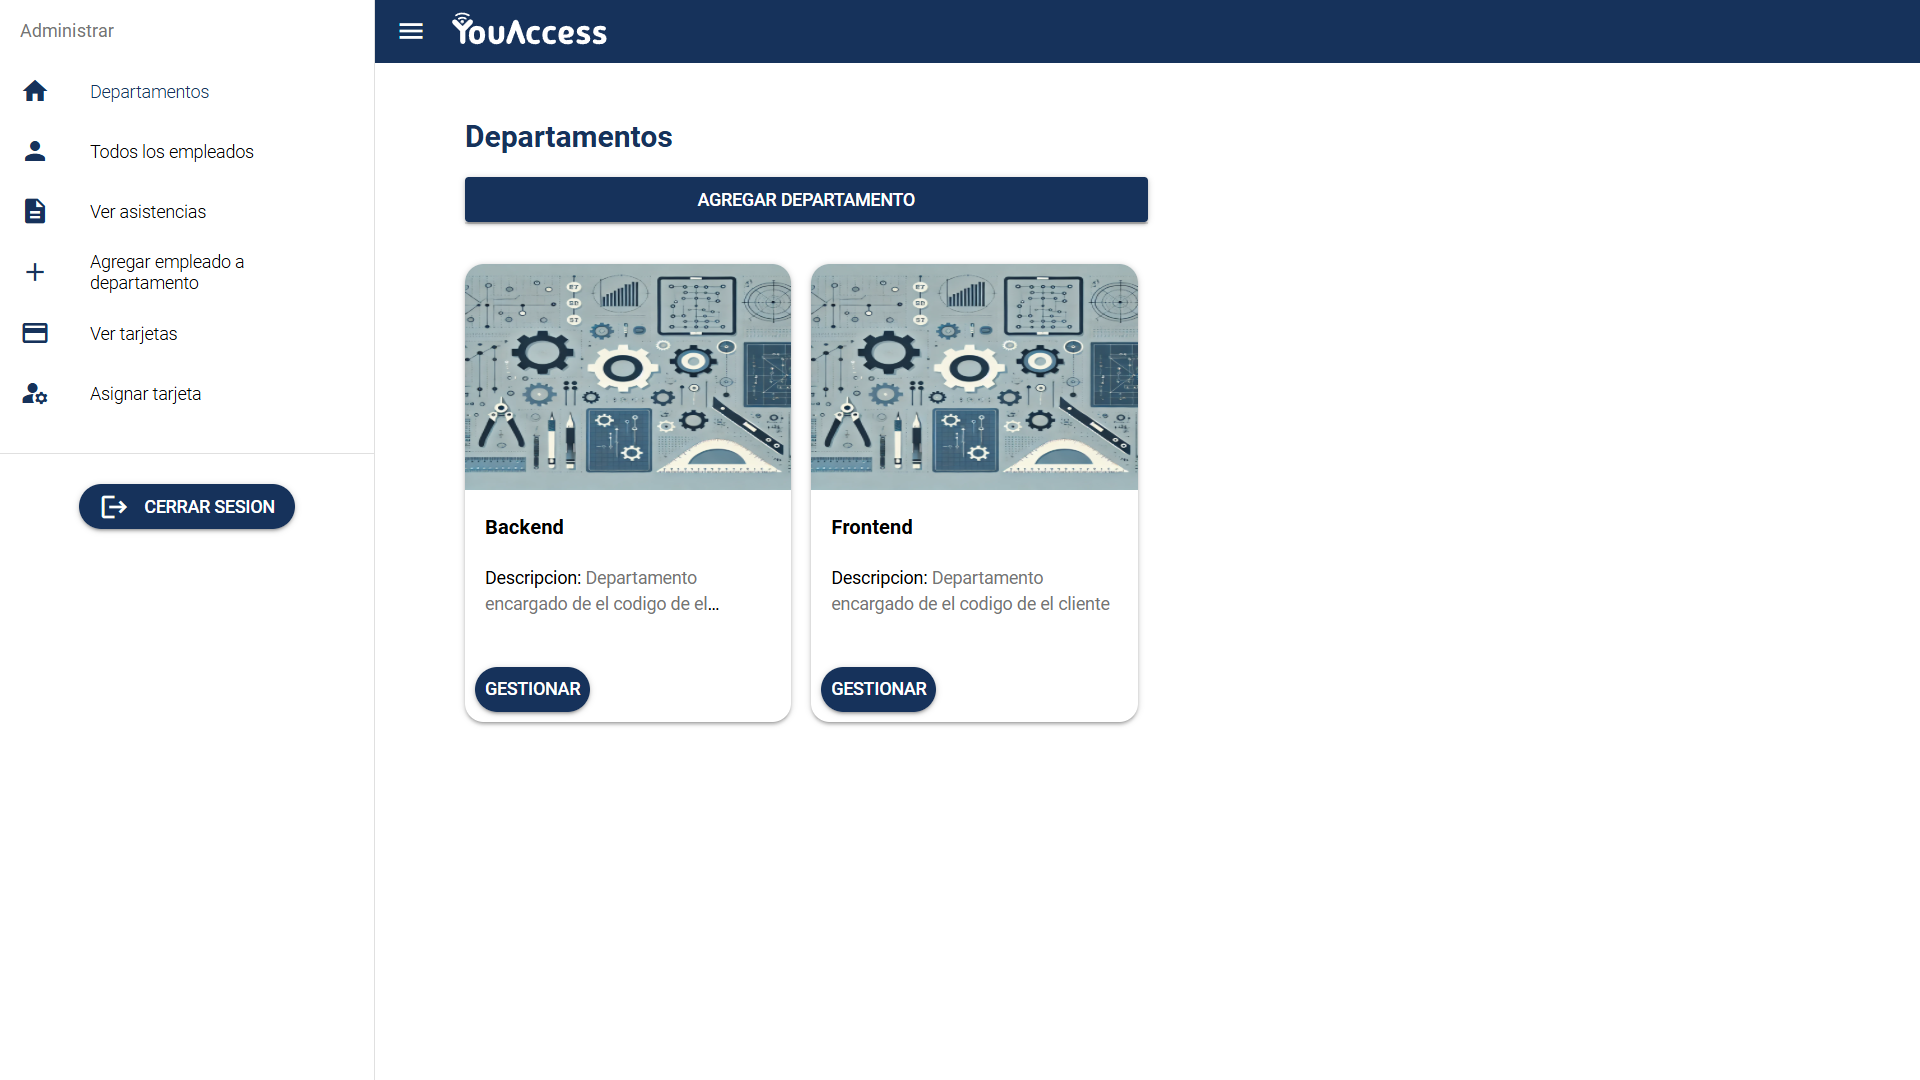 Administrar
Departamentos
Todos los empleados
Ver asistencias
Agregar empleado a
departamento
Ver tarjetas
Asignar tarjeta
CERRAR SESION
YouAccess
Departamentos
AGREGAR DEPARTAMENTO
Backend
Descripcion: Departamento
encargado de el codigo de el...
GESTIONAR
Frontend
Descripcion: Departamento
encargado de el codigo de el cliente
GESTIONAR